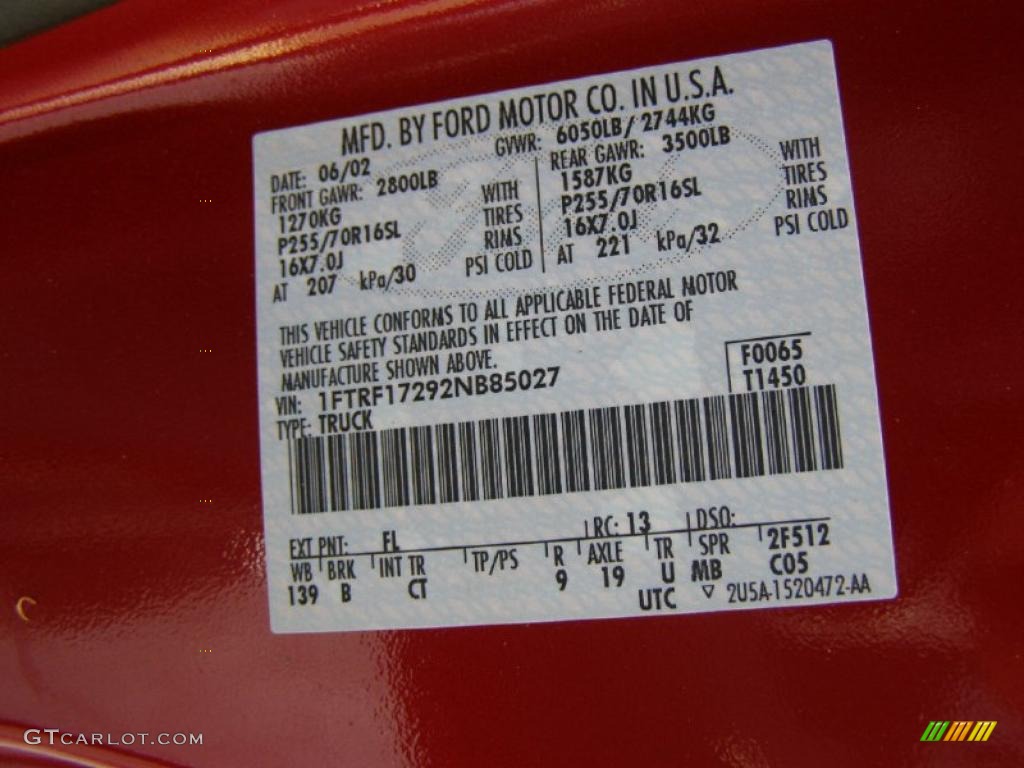 MFD. BY FORD MOTOR CO. IN U.S.A.
DATE: 06/02 GVWR: 6050LB/ 2744KG
FRONT GAWR: 2800LB REAR GAWR: 3500LB
1270KG WITH 1587KG WITH
P255/70R16SL TIRES P255/70R16SL TIRES
16X7.0J RIMS 16X7.0J RIMS
AT 207 kPa/30 PSI COLD AT 221 kPa/32 PSI COLD
THIS VEHICLE CONFORMS TO ALL APPLICABLE FEDERAL MOTOR
VEHICLE SAFETY STANDARDS IN EFFECT ON THE DATE OF
MANUFACTURE SHOWN ABOVE.
F0065
VIN: 1FTRF17292NB85027 T1450
TYPE: TRUCK
EXT PNT: FL RC: 13 DSO:
WB BRK INT TR TP/PS R AXLE TR SPR 2F512
139 B CT 9 19 U MB C05
UTC ▽ 2U5A-1520472-AA
GTCARLOT.COM